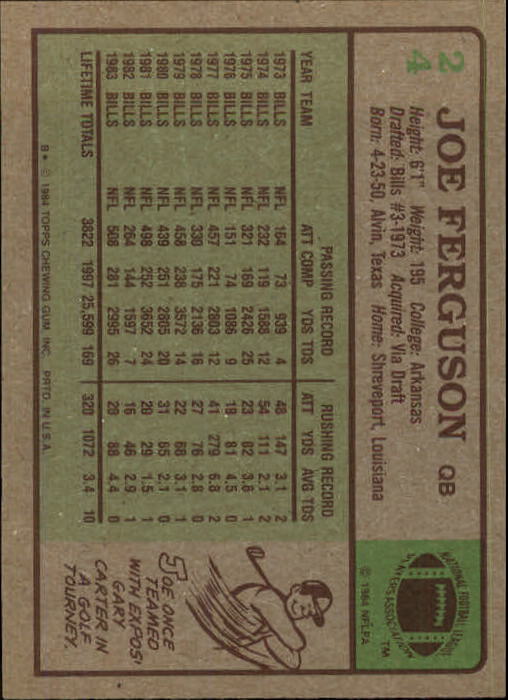 24
JOE FERGUSON QB
Height: 6'1" Weight: 195 College: Arkansas
Drafted: Bills #3-1973 Acquired: Via Draft
Born: 4-23-50, Alvin, Texas Home: Shreveport, Louisiana
NATIONAL FOOTBALL LEAGUE
PLAYERS ASSOCIATION
TM
© 1984 NFLPA
PASSING RECORD RUSHING RECORD
YEAR TEAM ATT COMP YDS TDS ATT YDS AVG TDS
1973 BILLS NFL 164 73 939 4 48 147 3.1 2
1974 BILLS NFL 232 119 1588 12 54 111 2.1 2
1975 BILLS NFL 321 169 2426 25 23 82 3.6 1
1976 BILLS NFL 151 74 1086 9 18 81 4.5 0
1977 BILLS NFL 457 221 2803 12 41 279 6.8 2
1978 BILLS NFL 330 175 2136 16 27 76 2.8 0
1979 BILLS NFL 458 238 3572 14 22 68 3.1 1
1980 BILLS NFL 439 251 2805 20 31 65 2.1 0
1981 BILLS NFL 498 252 3652 24 20 29 1.5 1
1982 BILLS NFL 264 144 1597 7 16 46 2.9 1
1983 BILLS NFL 508 281 2995 26 20 88 4.4 0
LIFETIME TOTALS 3822 1997 25,599 169 320 1072 3.4 10
B* © 1984 TOPPS CHEWING GUM, INC. PRTD. IN U.S.A.
JOE ONCE
TEAMED
WITH EXPOS'
GARY
CARTER IN
A GOLF
TOURNEY.